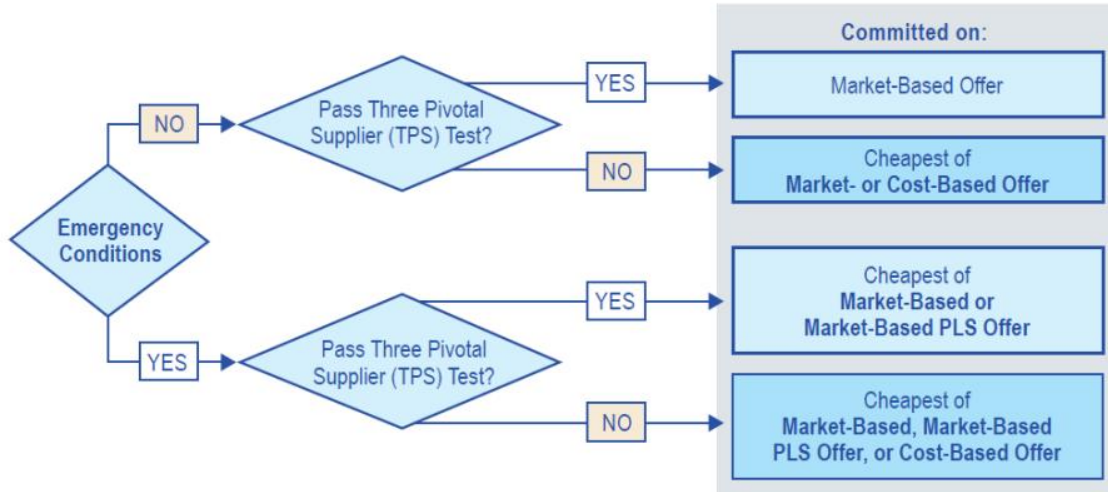 Committed on:
YES
Market-Based Offer
Pass Three Pivotal
Supplier (TPS) Test?
NO
NO
Cheapest of
Market- or Cost-Based Offer
Emergency
Conditions
YES
Cheapest of
Market-Based or
Market-Based PLS Offer
YES
Pass Three Pivotal
Supplier (TPS) Test?
NO
Cheapest of
Market-Based, Market-Based
PLS Offer, or Cost-Based Offer